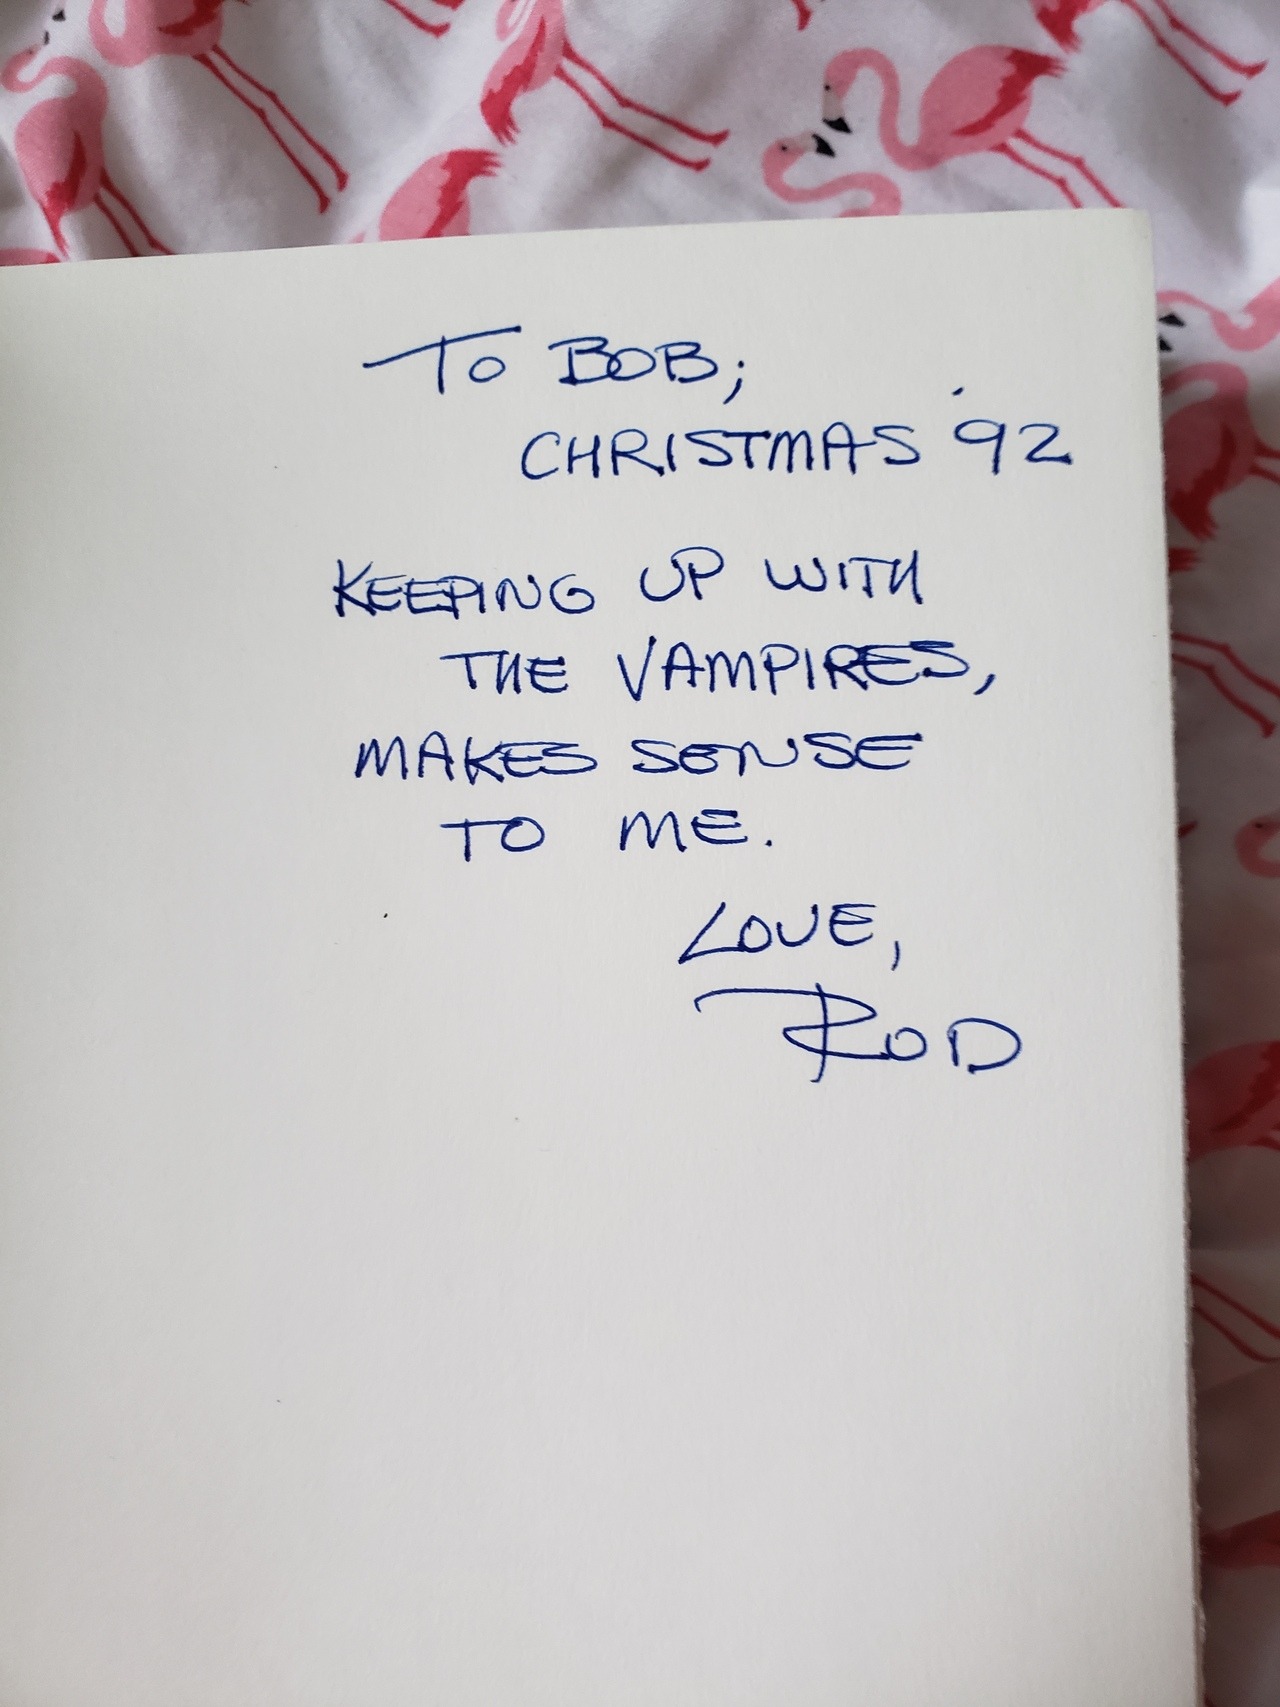 TO BOB;
CHRISTMAS '92
KEEPING UP WITH
THE VAMPIRES,
MAKES SENSE
TO ME.
LOVE,
ROD